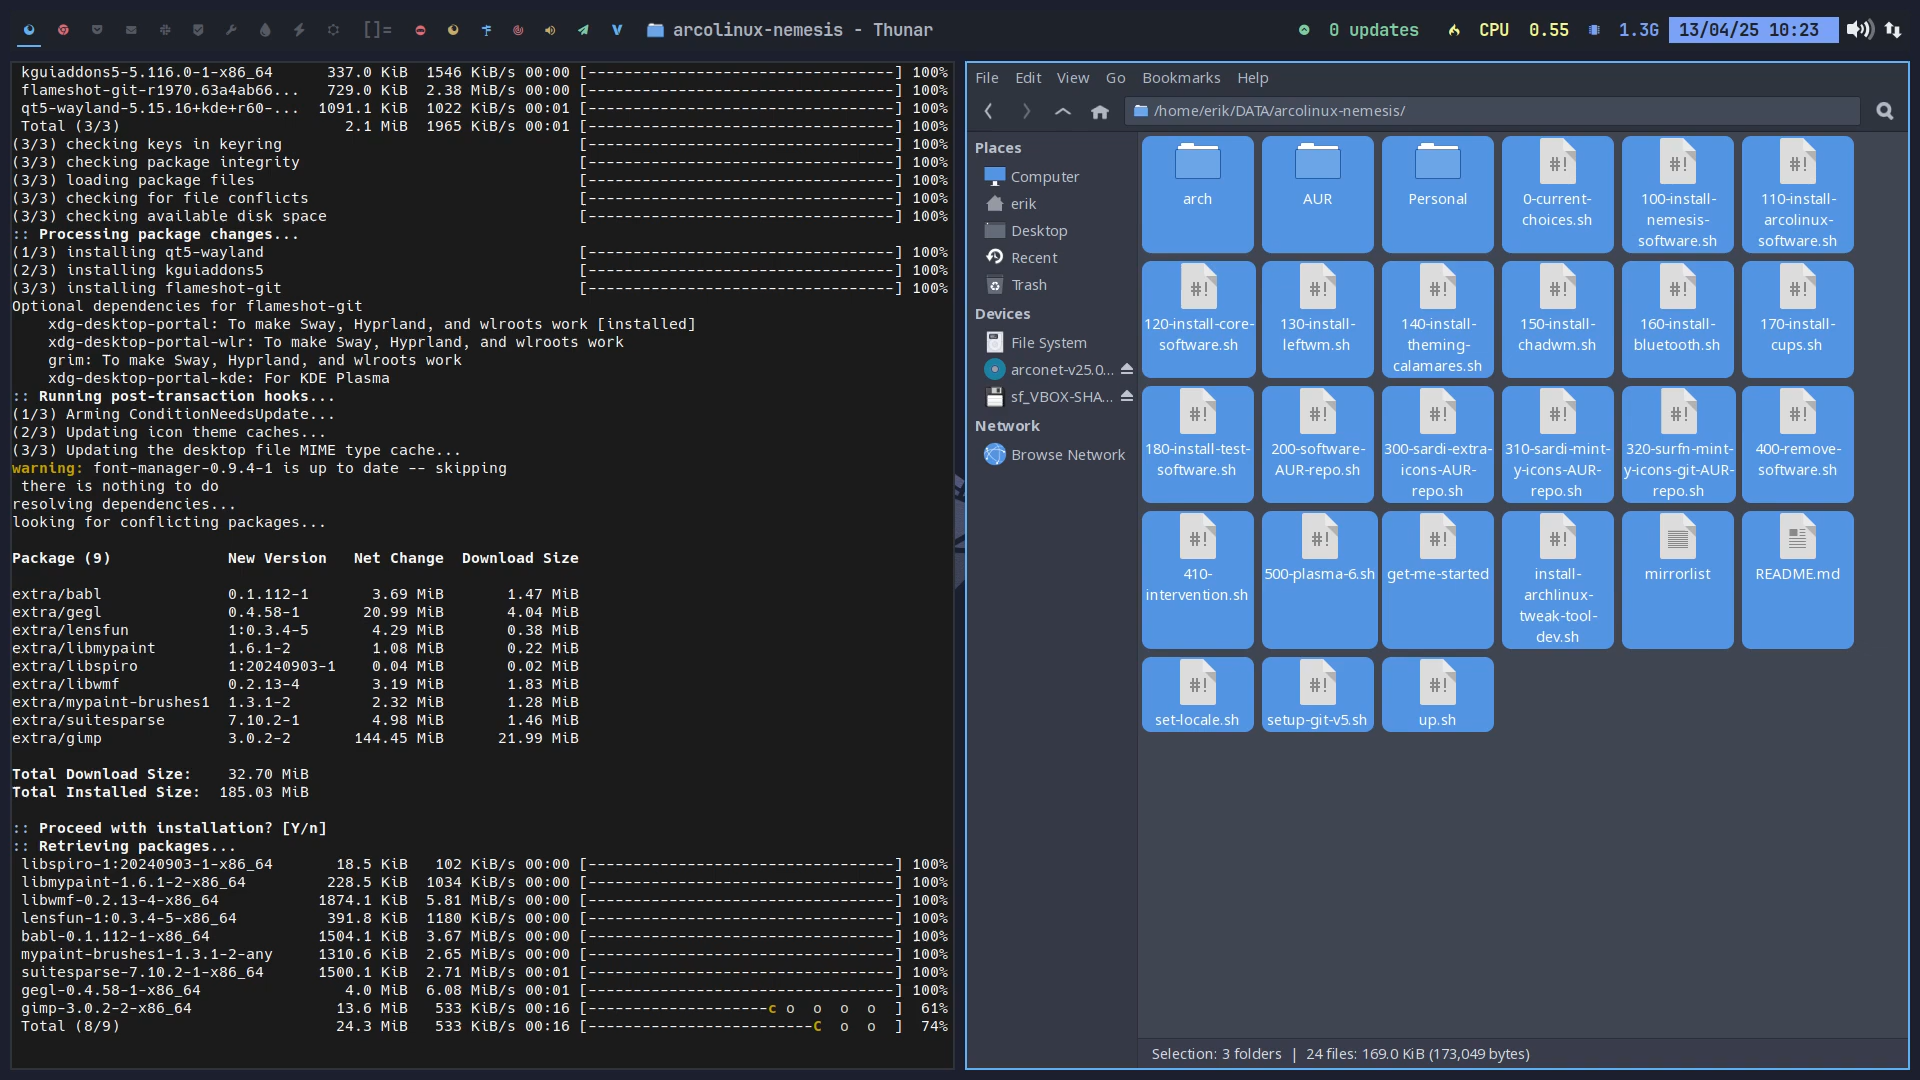 []=
arcolinux-nemesis - Thunar
0 updates
CPU 0.55
1.3G
13/04/25 10:23
kguiaddons5-5.116.0-1-x86_64 337.0 KiB 1546 KiB/s 00:00 [----------------------------------] 100%
flameshot-git-r1970.63a4ab66... 729.0 KiB 2.38 MiB/s 00:00 [----------------------------------] 100%
qt5-wayland-5.15.16+kde+r60-... 1091.1 KiB 1022 KiB/s 00:01 [----------------------------------] 100%
Total (3/3) 2.1 MiB 1965 KiB/s 00:01 [----------------------------------] 100%
(3/3) checking keys in keyring [----------------------------------] 100%
(3/3) checking package integrity [----------------------------------] 100%
(3/3) loading package files [----------------------------------] 100%
(3/3) checking for file conflicts [----------------------------------] 100%
(3/3) checking available disk space [----------------------------------] 100%
:: Processing package changes...
(1/3) installing qt5-wayland [----------------------------------] 100%
(2/3) installing kguiaddons5 [----------------------------------] 100%
(3/3) installing flameshot-git [----------------------------------] 100%
Optional dependencies for flameshot-git
xdg-desktop-portal: To make Sway, Hyprland, and wlroots work [installed]
xdg-desktop-portal-wlr: To make Sway, Hyprland, and wlroots work
grim: To make Sway, Hyprland, and wlroots work
xdg-desktop-portal-kde: For KDE Plasma
:: Running post-transaction hooks...
(1/3) Arming ConditionNeedsUpdate...
(2/3) Updating icon theme caches...
(3/3) Updating the desktop file MIME type cache...
warning: font-manager-0.9.4-1 is up to date -- skipping
there is nothing to do
resolving dependencies...
looking for conflicting packages...
Package (9) New Version Net Change Download Size
extra/babl 0.1.112-1 3.69 MiB 1.47 MiB
extra/gegl 0.4.58-1 20.99 MiB 4.04 MiB
extra/lensfun 1:0.3.4-5 4.29 MiB 0.38 MiB
extra/libmypaint 1.6.1-2 1.08 MiB 0.22 MiB
extra/libspiro 1:20240903-1 0.04 MiB 0.02 MiB
extra/libwmf 0.2.13-4 3.19 MiB 1.83 MiB
extra/mypaint-brushes1 1.3.1-2 2.32 MiB 1.28 MiB
extra/suitesparse 7.10.2-1 4.98 MiB 1.46 MiB
extra/gimp 3.0.2-2 144.45 MiB 21.99 MiB
Total Download Size: 32.70 MiB
Total Installed Size: 185.03 MiB
:: Proceed with installation? [Y/n]
:: Retrieving packages...
libspiro-1:20240903-1-x86_64 18.5 KiB 102 KiB/s 00:00 [----------------------------------] 100%
libmypaint-1.6.1-2-x86_64 228.5 KiB 1034 KiB/s 00:00 [----------------------------------] 100%
libwmf-0.2.13-4-x86_64 1874.1 KiB 5.81 MiB/s 00:00 [----------------------------------] 100%
lensfun-1:0.3.4-5-x86_64 391.8 KiB 1180 KiB/s 00:00 [----------------------------------] 100%
babl-0.1.112-1-x86_64 1504.1 KiB 3.67 MiB/s 00:00 [----------------------------------] 100%
mypaint-brushes1-1.3.1-2-any 1310.6 KiB 2.65 MiB/s 00:00 [----------------------------------] 100%
suitesparse-7.10.2-1-x86_64 1500.1 KiB 2.71 MiB/s 00:01 [----------------------------------] 100%
gegl-0.4.58-1-x86_64 4.0 MiB 6.08 MiB/s 00:01 [----------------------------------] 100%
gimp-3.0.2-2-x86_64 13.6 MiB 533 KiB/s 00:16 [--------------------c o  o  o  o  ] 61%
Total (8/9) 24.3 MiB 533 KiB/s 00:16 [-------------------------C  o  o  ] 74%
File Edit View Go Bookmarks Help
/home/erik/DATA/arcolinux-nemesis/
Places
Computer
erik
Desktop
Recent
Trash
Devices
File System
arconet-v25.0...
sf_VBOX-SHA...
Network
Browse Network
arch
AUR
Personal
0-current-
choices.sh
100-install-
nemesis-
software.sh
110-install-
arcolinux-
software.sh
120-install-core-
software.sh
130-install-
leftwm.sh
140-install-
theming-
calamares.sh
150-install-
chadwm.sh
160-install-
bluetooth.sh
170-install-
cups.sh
180-install-test-
software.sh
200-software-
AUR-repo.sh
300-sardi-extra-
icons-AUR-
repo.sh
310-sardi-mint-
y-icons-AUR-
repo.sh
320-surfn-mint-
y-icons-git-AUR-
repo.sh
400-remove-
software.sh
410-
intervention.sh
500-plasma-6.sh
get-me-started
install-
archlinux-
tweak-tool-
dev.sh
mirrorlist
README.md
set-locale.sh
setup-git-v5.sh
up.sh
Selection: 3 folders | 24 files: 169.0 KiB (173,049 bytes)